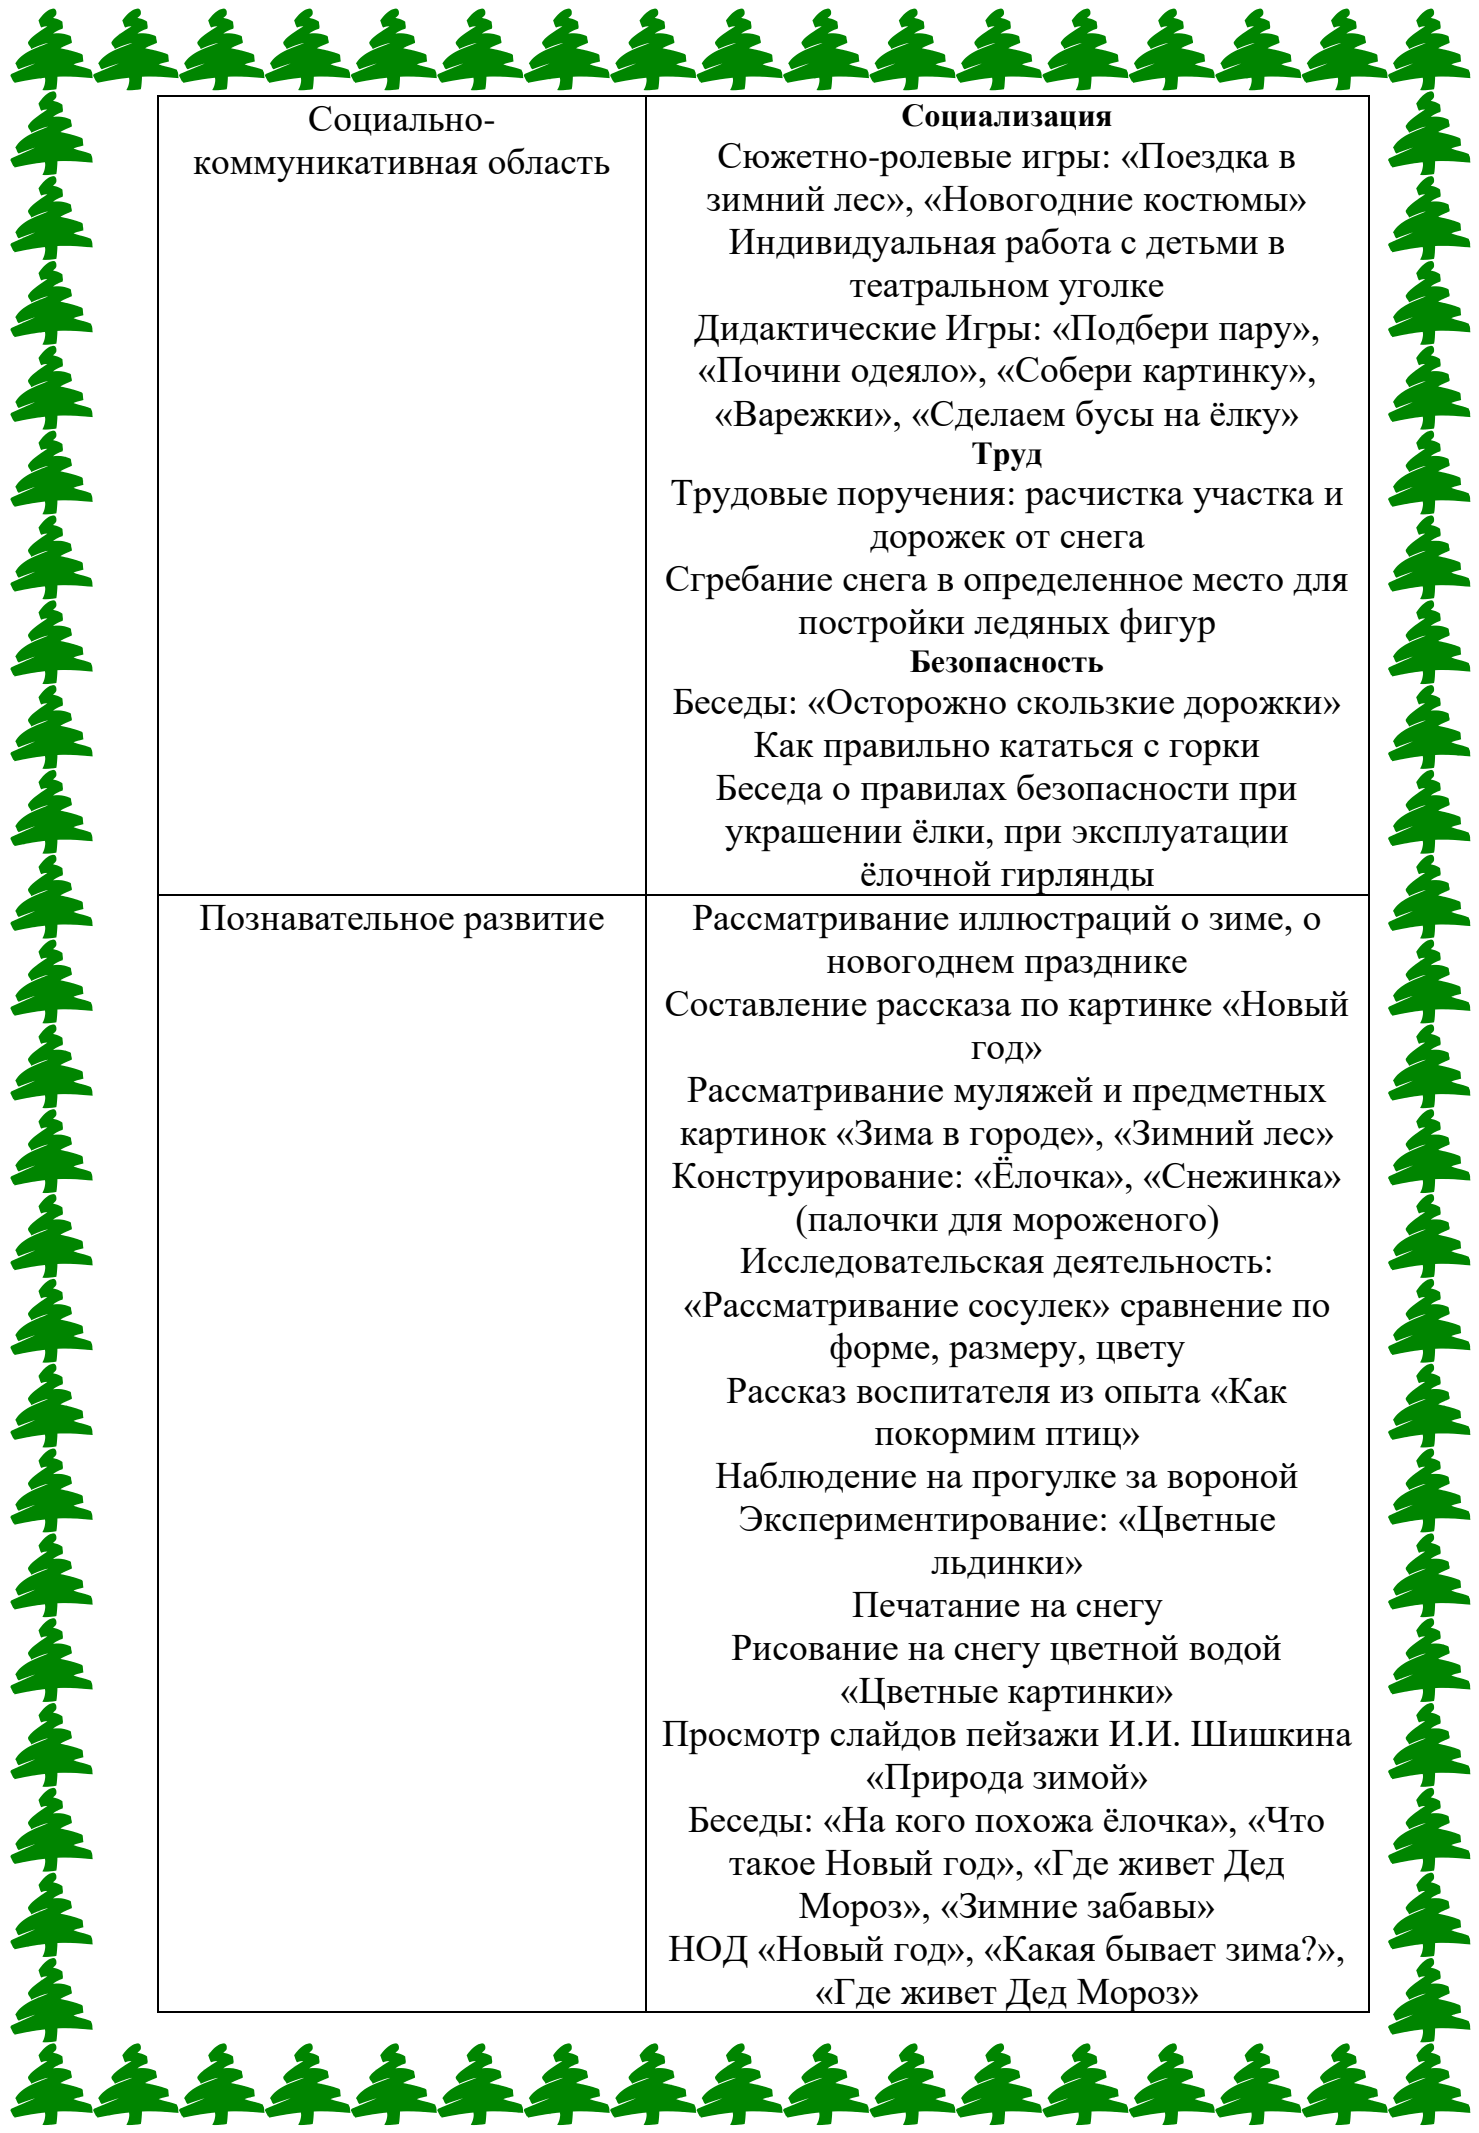 Социально-
коммуникативная область
Социализация
Сюжетно-ролевые игры: «Поездка в
зимний лес», «Новогодние костюмы»
Индивидуальная работа с детьми в
театральном уголке
Дидактические Игры: «Подбери пару»,
«Почини одеяло», «Собери картинку»,
«Варежки», «Сделаем бусы на ёлку»
Труд
Трудовые поручения: расчистка участка и
дорожек от снега
Сгребание снега в определенное место для
постройки ледяных фигур
Безопасность
Беседы: «Осторожно скользкие дорожки»
Как правильно кататься с горки
Беседа о правилах безопасности при
украшении ёлки, при эксплуатации
ёлочной гирлянды
Познавательное развитие
Рассматривание иллюстраций о зиме, о
новогоднем празднике
Составление рассказа по картинке «Новый
год»
Рассматривание муляжей и предметных
картинок «Зима в городе», «Зимний лес»
Конструирование: «Ёлочка», «Снежинка»
(палочки для мороженого)
Исследовательская деятельность:
«Рассматривание сосулек» сравнение по
форме, размеру, цвету
Рассказ воспитателя из опыта «Как
покормим птиц»
Наблюдение на прогулке за вороной
Экспериментирование: «Цветные
льдинки»
Печатание на снегу
Рисование на снегу цветной водой
«Цветные картинки»
Просмотр слайдов пейзажи И.И. Шишкина
«Природа зимой»
Беседы: «На кого похожа ёлочка», «Что
такое Новый год», «Где живет Дед
Мороз», «Зимние забавы»
НОД «Новый год», «Какая бывает зима?»,
«Где живет Дед Мороз»